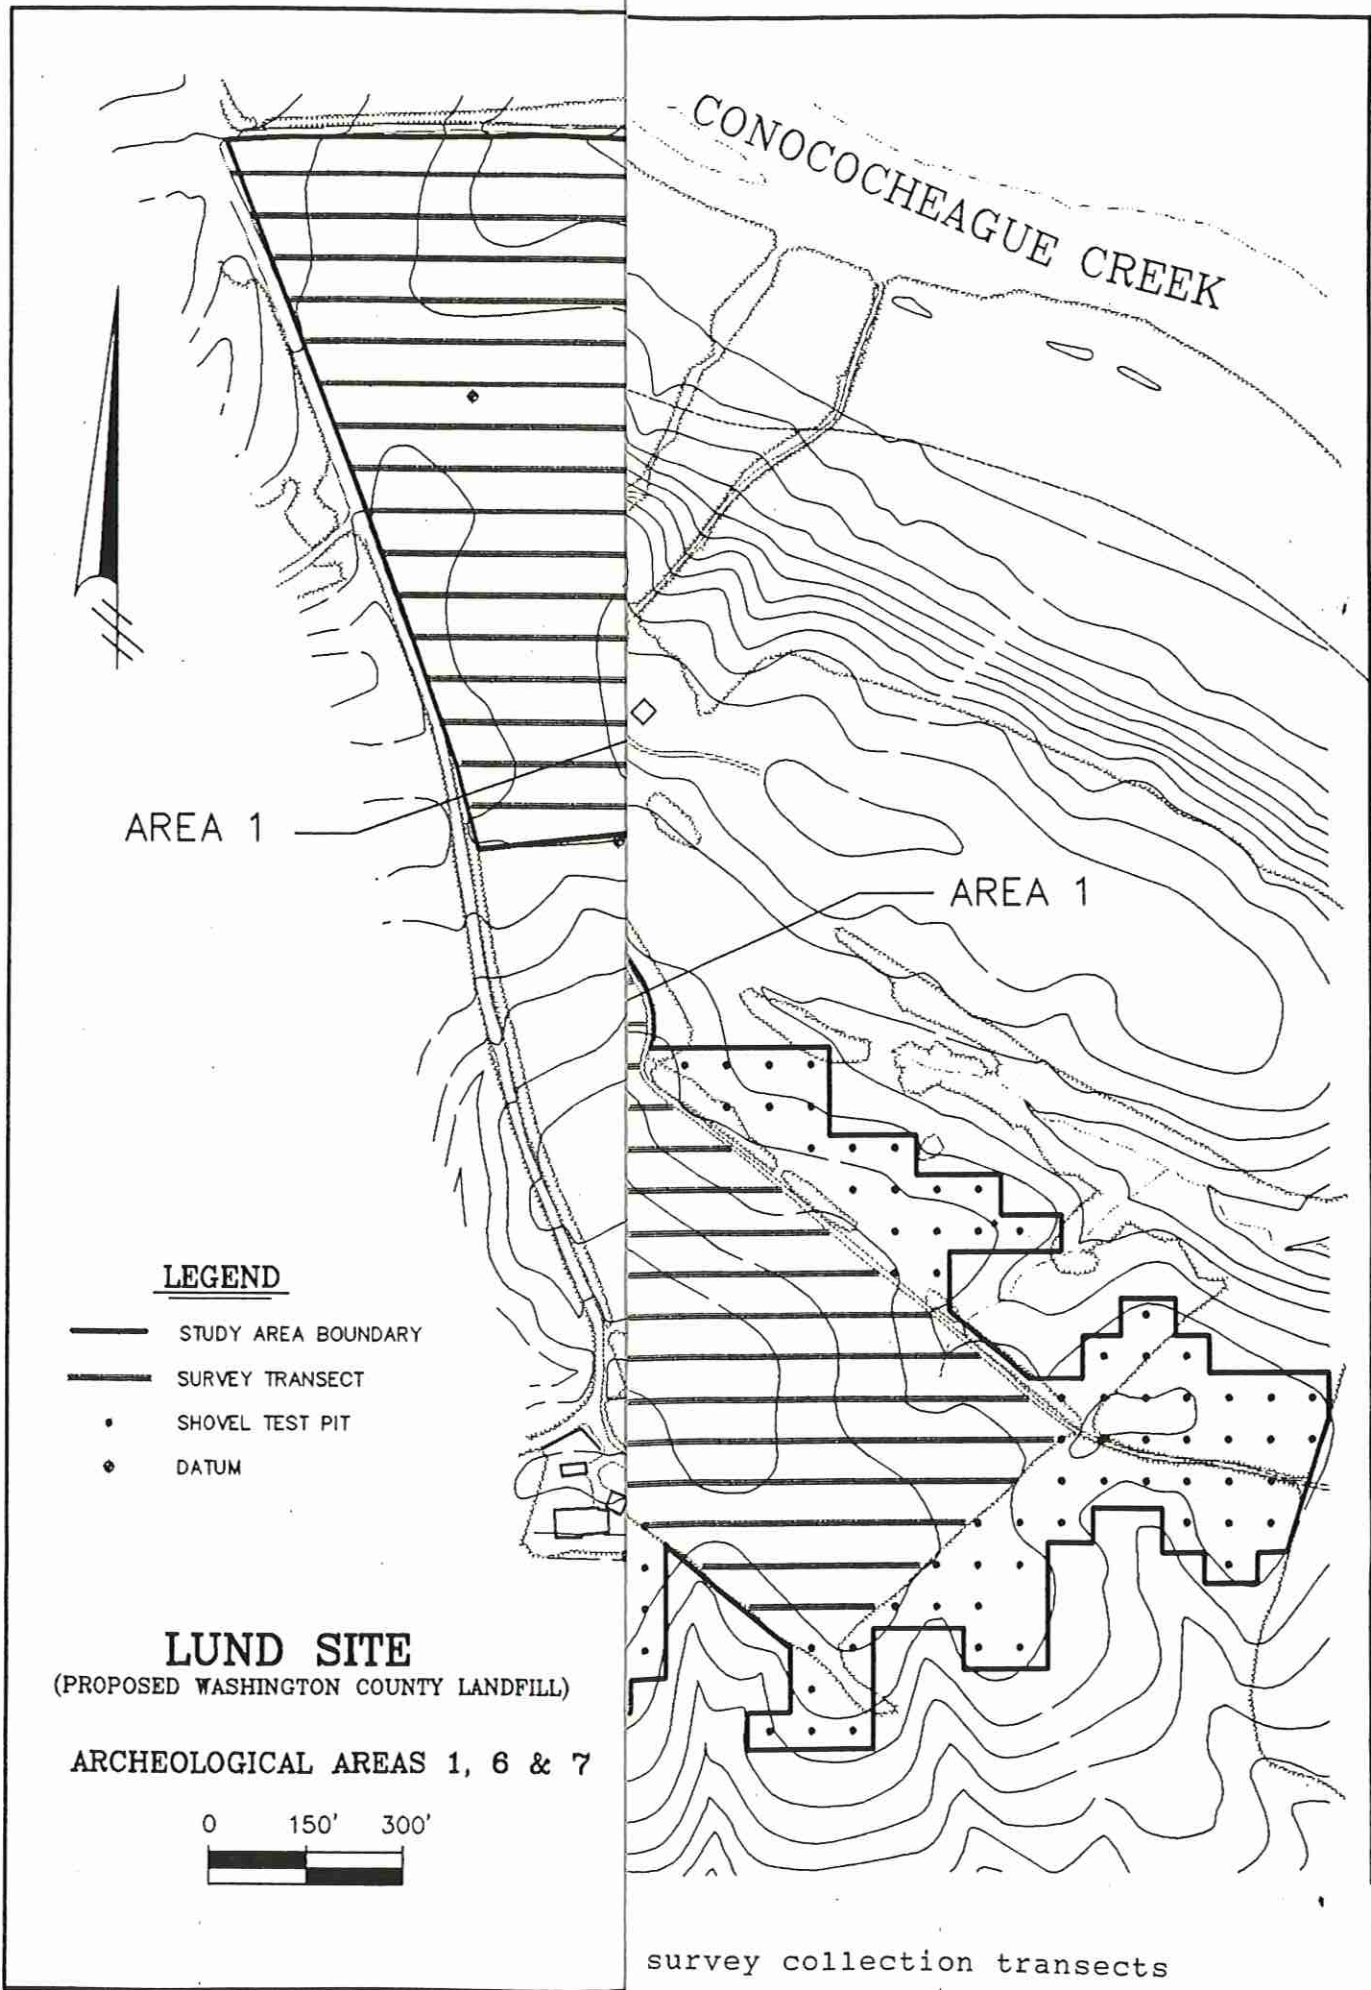 CONOCOCHEAGUE CREEK
AREA 1
AREA 1
LEGEND
STUDY AREA BOUNDARY
SURVEY TRANSECT
SHOVEL TEST PIT
DATUM
LUND SITE
(PROPOSED WASHINGTON COUNTY LANDFILL)
ARCHEOLOGICAL AREAS 1, 6 & 7
0 150' 300'
survey collection transects